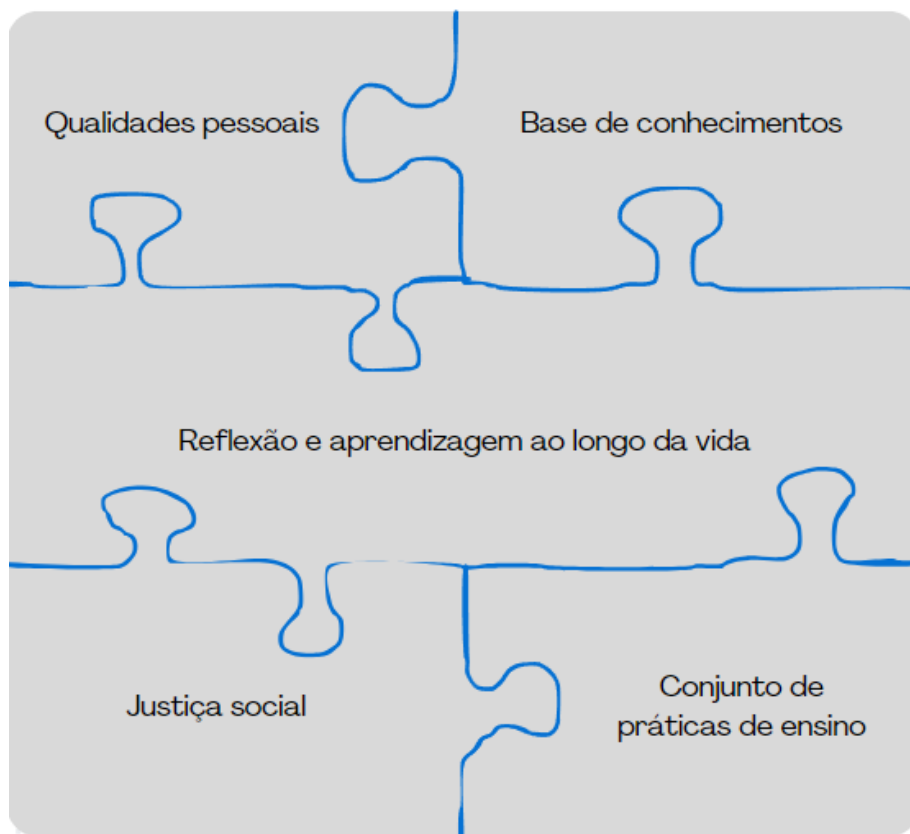 Qualidades pessoais
Base de conhecimentos
Reflexão e aprendizagem ao longo da vida
Justiça social
Conjunto de
práticas de ensino